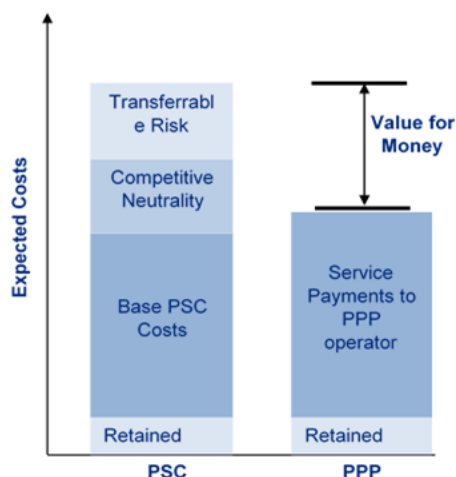 Expected Costs
Transferrabl
e Risk
Competitive
Neutrality
Base PSC
Costs
Retained
PSC
Value for
Money
Service
Payments to
PPP
operator
Retained
PPP